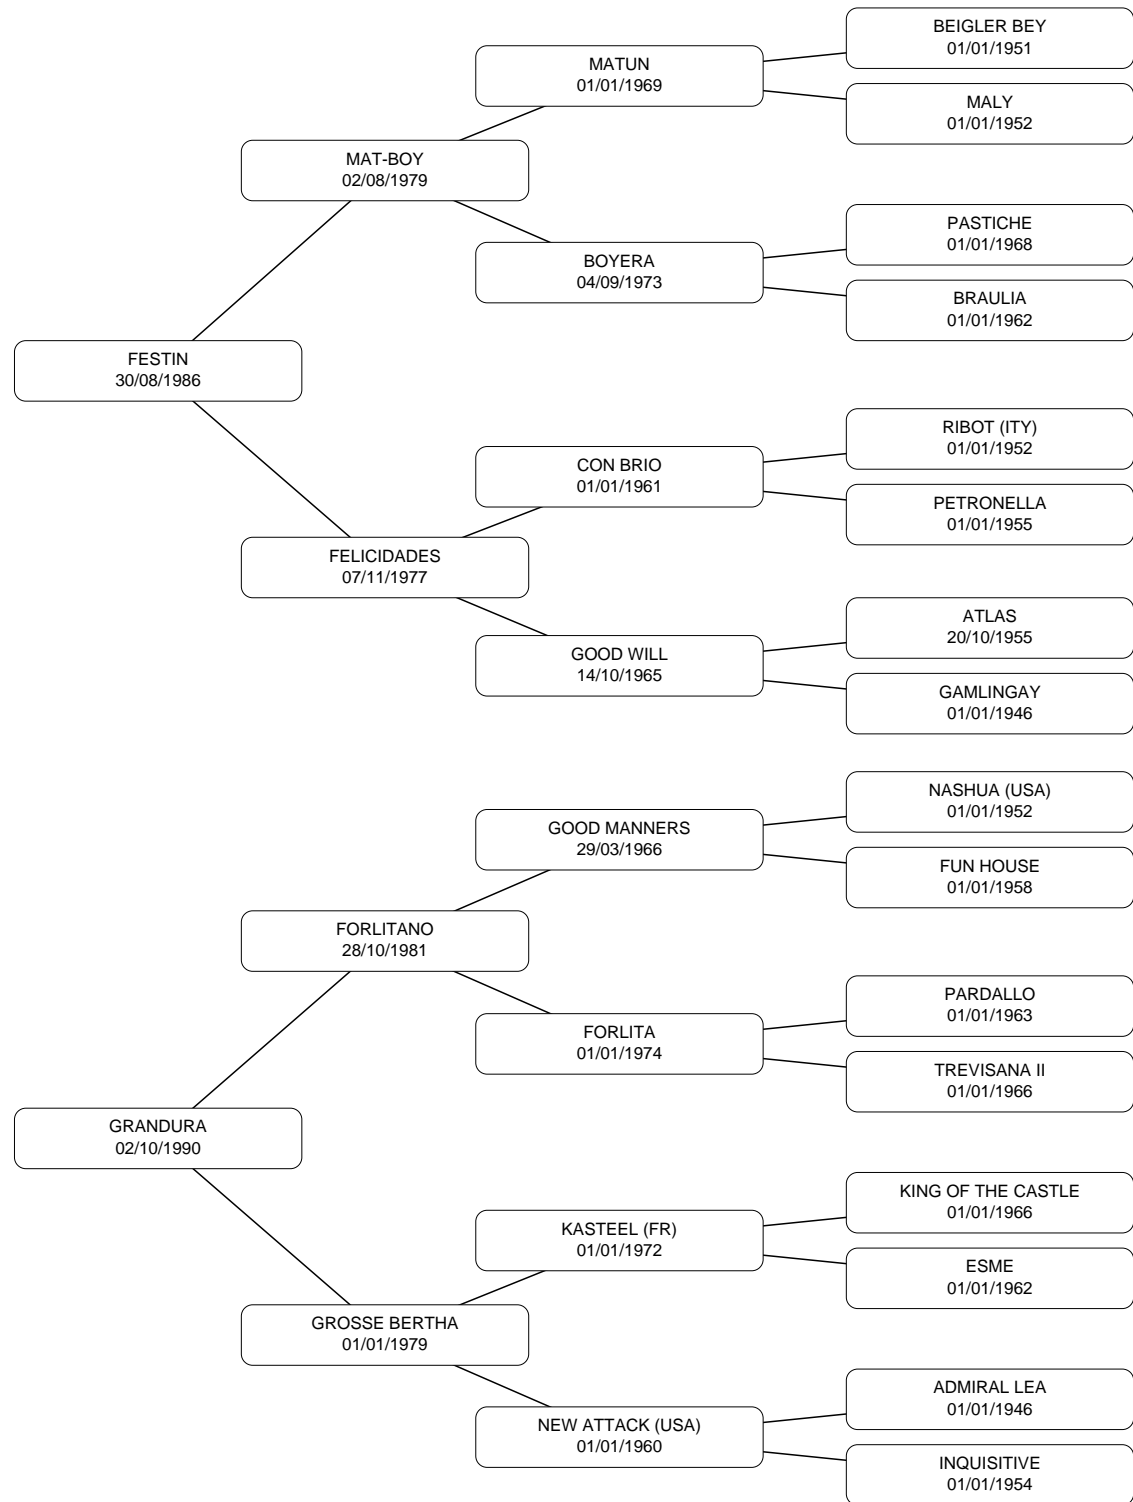 BEIGLER BEY
01/01/1951
MATUN
01/01/1969
MALY
01/01/1952
MAT-BOY
02/08/1979
PASTICHE
01/01/1968
BOYERA
04/09/1973
BRAULIA
01/01/1962
FESTIN
30/08/1986
RIBOT (ITY)
01/01/1952
CON BRIO
01/01/1961
PETRONELLA
01/01/1955
FELICIDADES
07/11/1977
ATLAS
20/10/1955
GOOD WILL
14/10/1965
GAMLINGAY
01/01/1946
NASHUA (USA)
01/01/1952
GOOD MANNERS
29/03/1966
FUN HOUSE
01/01/1958
FORLITANO
28/10/1981
PARDALLO
01/01/1963
FORLITA
01/01/1974
TREVISANA II
01/01/1966
GRANDURA
02/10/1990
KING OF THE CASTLE
01/01/1966
KASTEEL (FR)
01/01/1972
ESME
01/01/1962
GROSSE BERTHA
01/01/1979
ADMIRAL LEA
01/01/1946
NEW ATTACK (USA)
01/01/1960
INQUISITIVE
01/01/1954